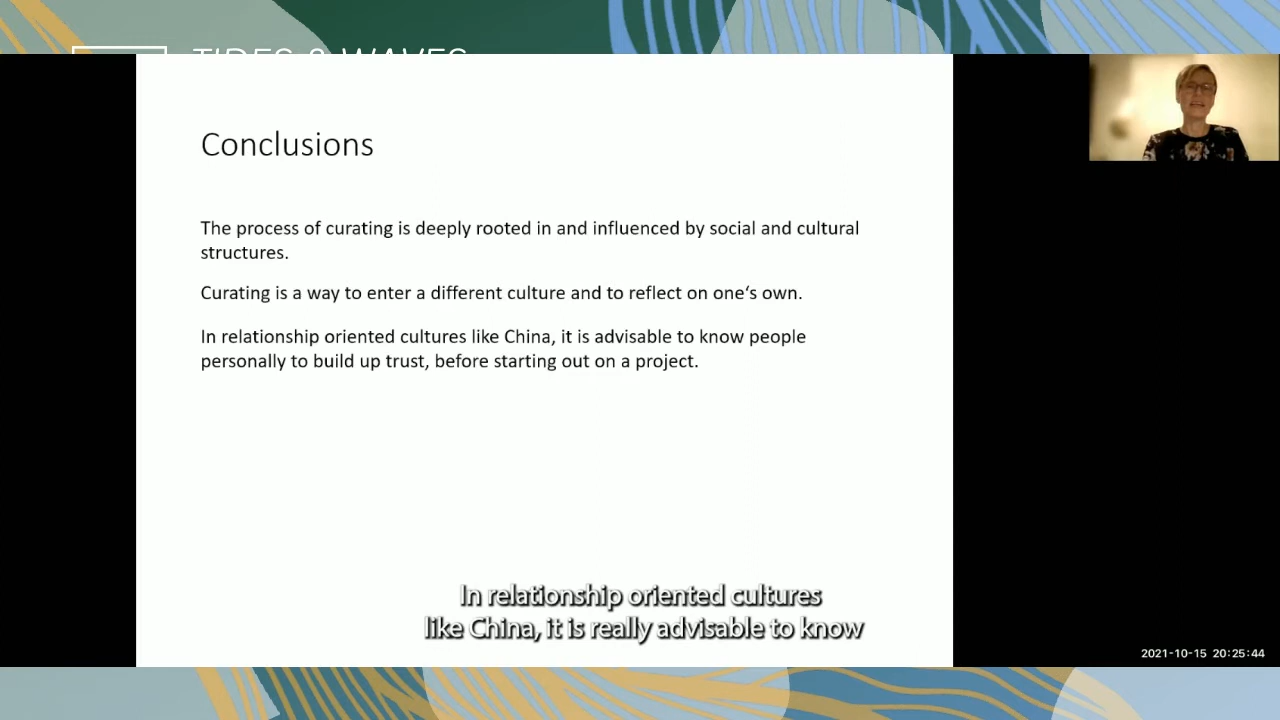 TIDES & WAVES
Conclusions
The process of curating is deeply rooted in and influenced by social and cultural
structures.
Curating is a way to enter a different culture and to reflect on one‘s own.
In relationship oriented cultures like China, it is advisable to know people
personally to build up trust, before starting out on a project.
In relationship oriented cultures
like China, it is really advisable to know
2021-10-15 20:25:44